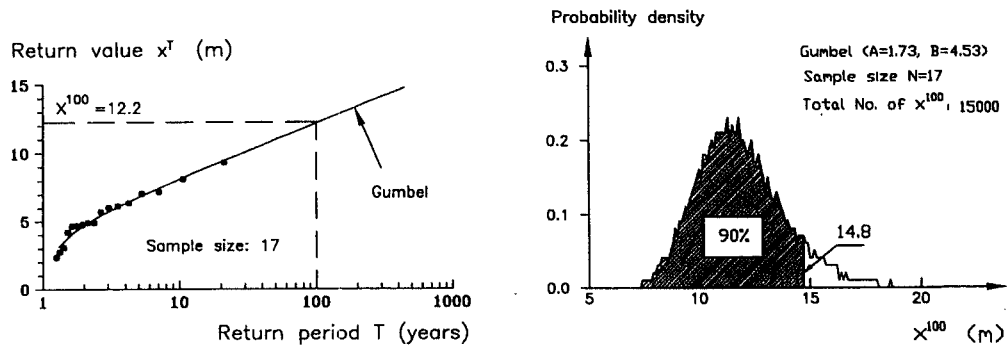 Return value x^T (m)
15
X^100 =12.2
10
Gumbel
5
Sample size: 17
0
1 10 100 1000
Return period T (years)
Probability density
Gumbel (A=1.73, B=4.53)
0.3
Sample size N=17
Total No. of X^100 : 15000
0.2
0.1
90%
14.8
0.0
5 10 15 20
X^100 (m)